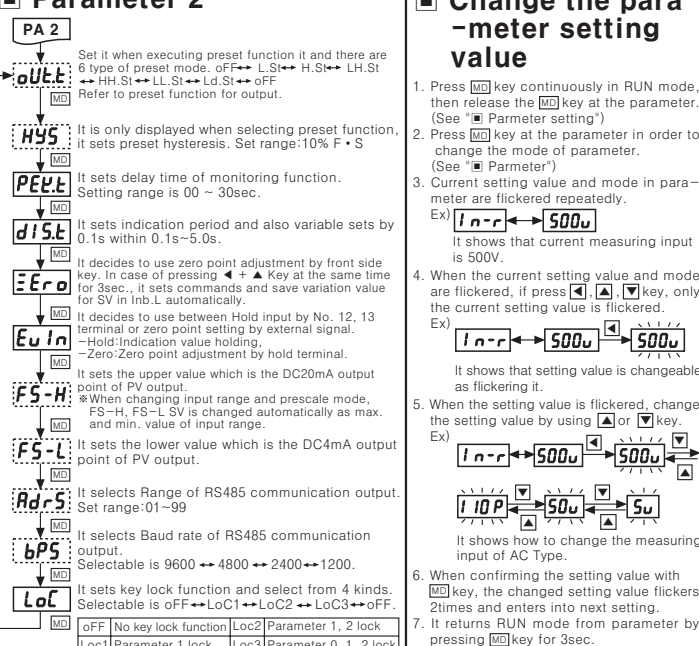 ■ Parameter 2
PA 2
oUt.t
Set it when executing preset function it and there are
6 type of preset mode. oFF↔ L.St↔ H.St↔ LH.St
↔ HH.St↔ LL.St↔ Ld.St↔ oFF
Refer to preset function for output.
MD
HYS
It is only displayed when selecting preset function,
it sets preset hysteresis. Set range:10% F • S
MD
PEK.t
It sets delay time of monitoring function.
Setting range is 00 ~ 30sec.
MD
dIS.t
It sets indication period and also variable sets by
0.1s within 0.1s~5.0s.
MD
ZEro
It decides to use zero point adjustment by front side
key. In case of pressing ◀ + ▲ Key at the same time
for 3sec., it sets commands and save variation value
for SV in Inb.L automatically.
MD
EuIn
It decides to use between Hold input by No. 12, 13
terminal or zero point setting by external signal.
-Hold:Indication value holding,
-Zero:Zero point adjustment by hold terminal.
MD
FS-H
It sets the upper value which is the DC20mA output
point of PV output.
※When changing input range and prescale mode,
FS-H, FS-L SV is changed automatically as max.
and min. value of input range.
MD
FS-L
It sets the lower value which is the DC4mA output
point of PV output.
MD
AdrS
It selects Range of RS485 communication output.
Set range:01~99
MD
bPS
It selects Baud rate of RS485 communication
output.
Selectable is 9600 ↔ 4800 ↔ 2400↔1200.
MD
LoC
It sets key lock function and select from 4 kinds.
Selectable is oFF↔LoC1↔LoC2 ↔ LoC3↔oFF.
MD
oFF No key lock function Loc2 Parameter 1, 2 lock
Loc1 Parameter 1 lock Loc3 Parameter 0, 1, 2 lock
■ Change the para
-meter setting
value
1. Press MD key continuously in RUN mode,
then release the MD key at the parameter.
(See "■ Parmeter setting")
2. Press MD key at the parameter in order to
change the mode of parameter.
(See "■ Parmeter")
3. Current setting value and mode in para-
meter are flickered repeatedly.
Ex) In-r ↔ 500u
It shows that current measuring input
is 500V.
4. When the current setting value and mode
are flickered, if press ◀, ▲, ▼ key, only
the current setting value is flickered.
Ex)
In-r ↔ 500u ◀ 500u
It shows that setting value is changeable
as flickering it.
5. When the setting value is flickered, change
the setting value by using ▲ or ▼ key.
Ex)
In-r ↔ 500u ◀ 500u ▼ ▲
110P ▼ ▲ 50u ▼ ▲ 5u
It shows how to change the measuring
input of AC Type.
6. When confirming the setting value with
MD key, the changed setting value flickers
2times and enters into next setting.
7. It returns RUN mode from parameter by
pressing MD key for 3sec.